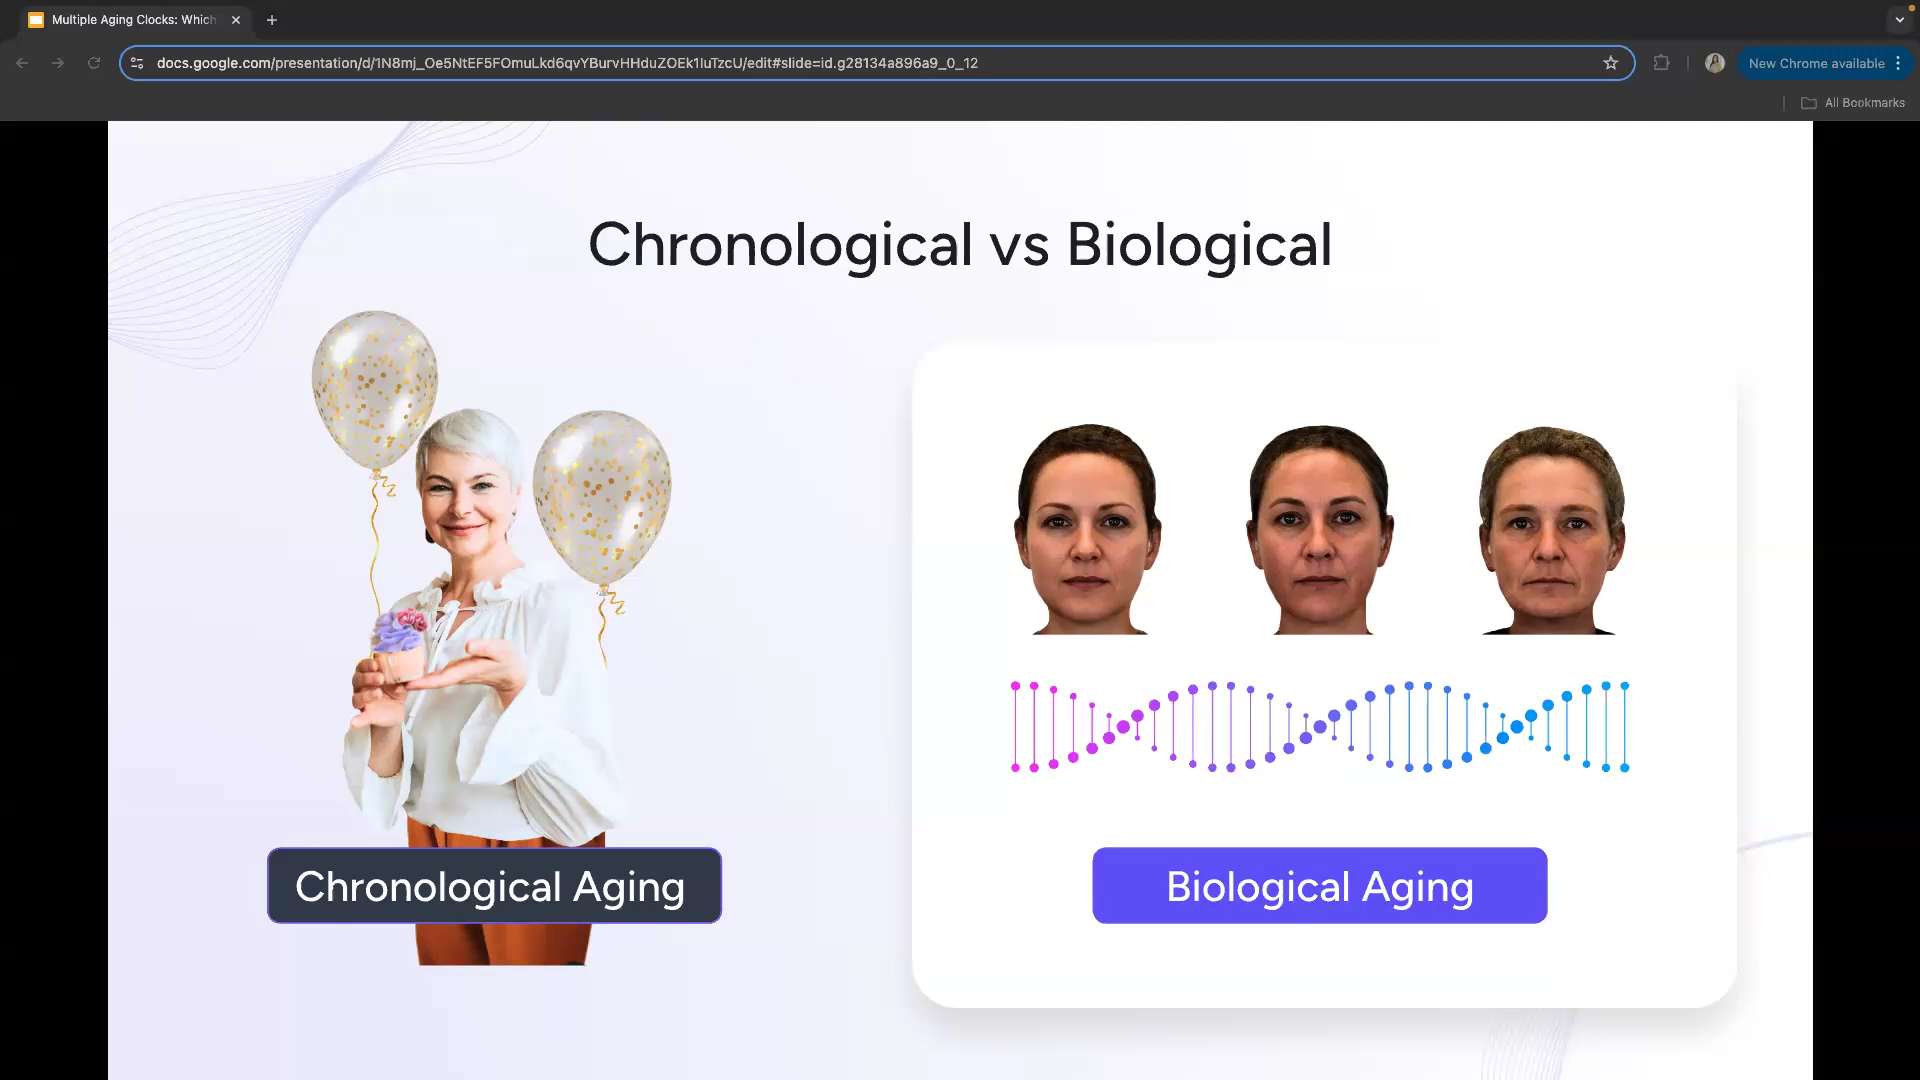 Multiple Aging Clocks: Which
docs.google.com/presentation/d/1N8mj_Oe5NtEF5FOmuLkd6qvYBurvHHduZOEk1IuTzcU/edit#slide=id.g28134a896a9_0_12
New Chrome available
All Bookmarks
Chronological vs Biological
Chronological Aging
Biological Aging